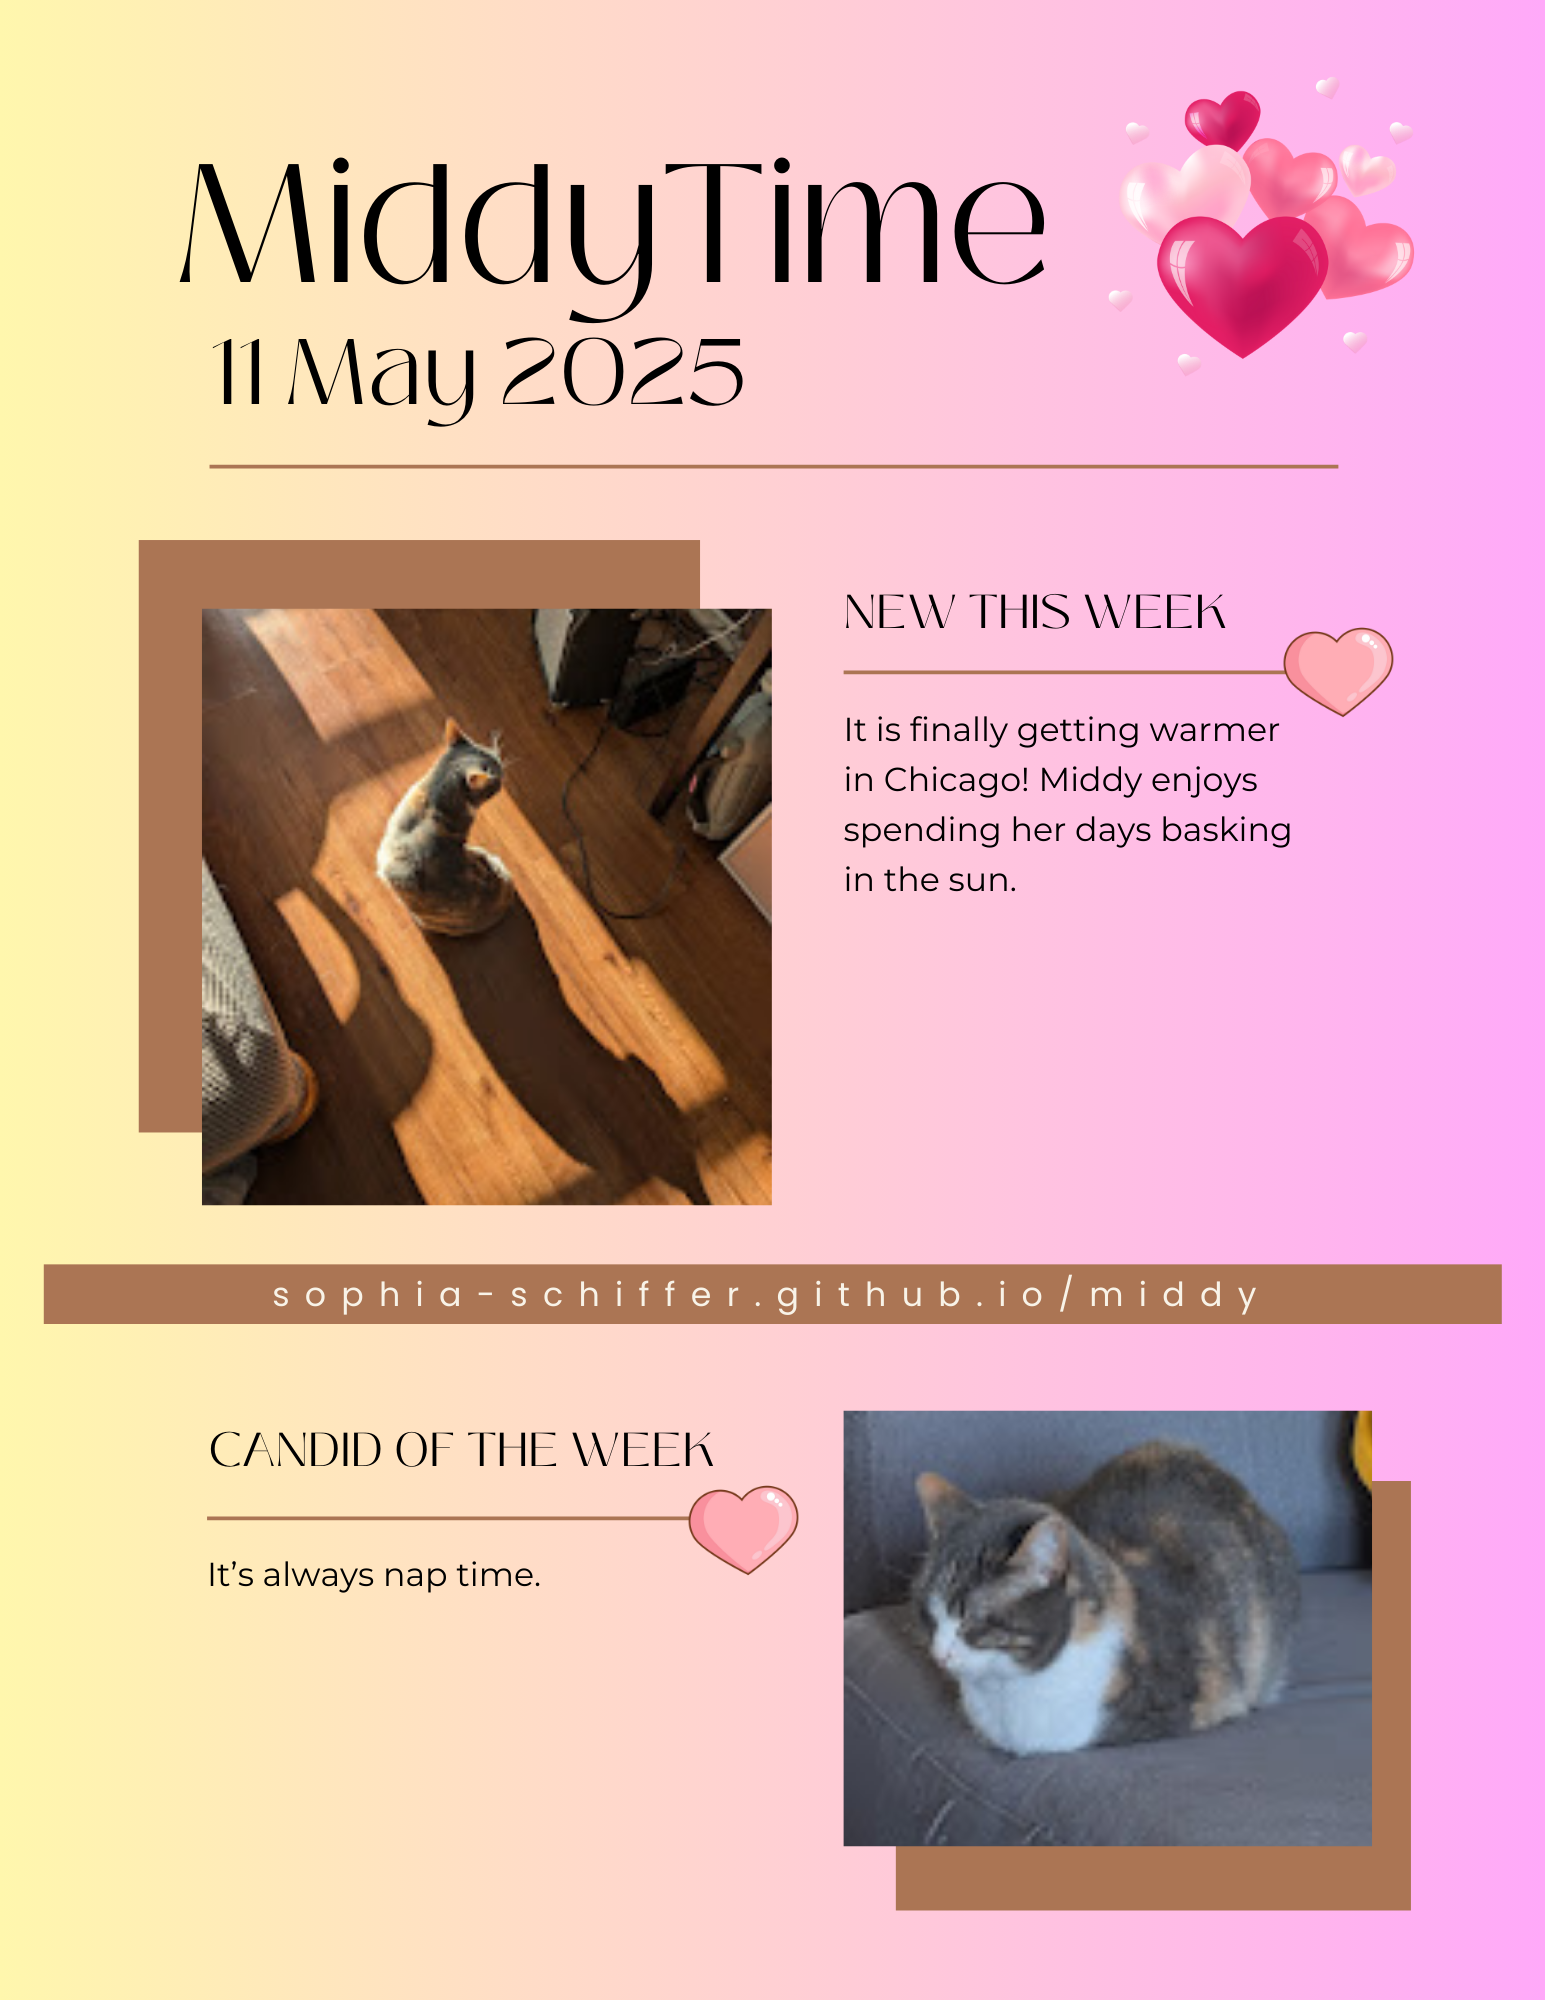 MiddyTime
11 May 2025
NEW THIS WEEK
It is finally getting warmer
in Chicago! Middy enjoys
spending her days basking
in the sun.
sophia-schiffer.github.io/middy
CANDID OF THE WEEK
It’s always nap time.